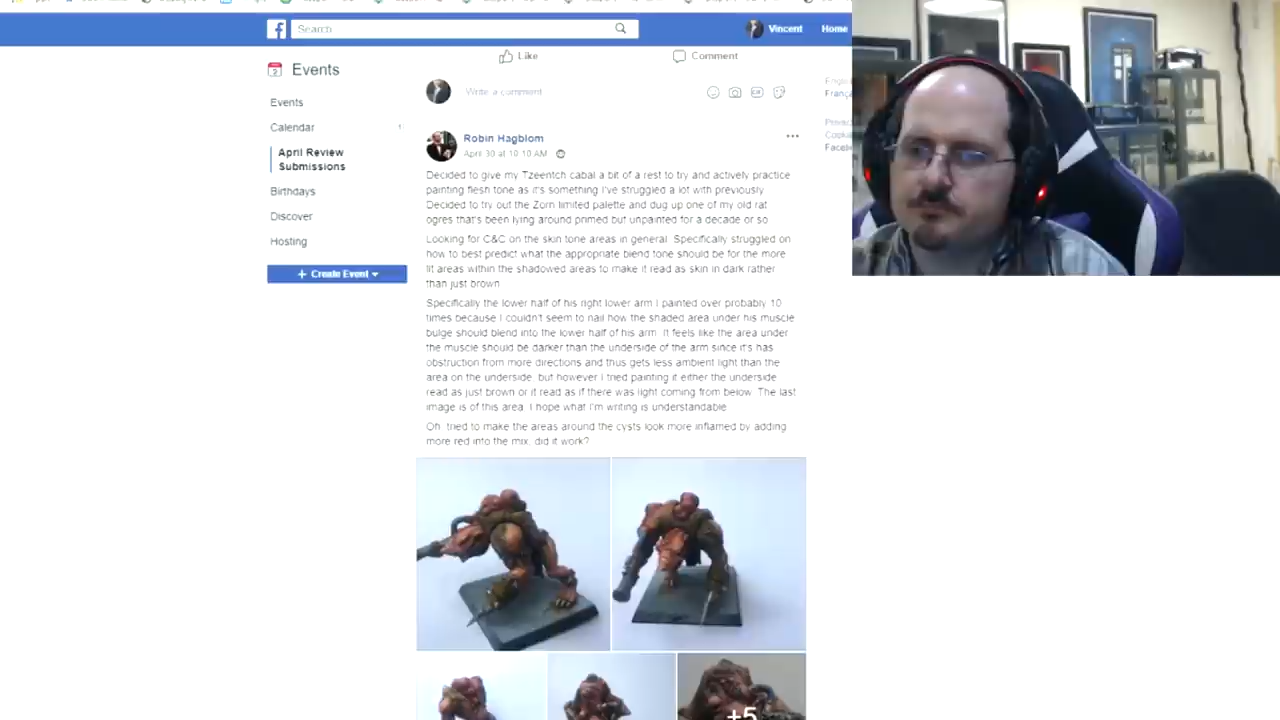 Search
Vincent
Home
Events
Like
Comment
Events
Write a comment
Calendar
1
April Review
Submissions
Birthdays
Discover
Hosting
+ Create Event
Robin Hagblom
April 30 at 10:10 AM
Decided to give my Tzeentch cabal a bit of a rest to try and actively practice
painting flesh tone as it's something I've struggled a lot with previously
Decided to try out the Zorn limited palette and dug up one of my old rat
ogres that's been lying around primed but unpainted for a decade or so
Looking for C&C on the skin tone areas in general. Specifically struggled on
how to best predict what the appropriate blend tone should be for the more
lit areas within the shadowed areas to make it read as skin in dark rather
than just brown
Specifically the lower half of his right lower arm I painted over probably 10
times because I couldn't seem to nail how the shaded area under his muscle
bulge should blend into the lower half of his arm. It feels like the area under
the muscle should be darker than the underside of the arm since it's has
obstruction from more directions and thus gets less ambient light than the
area on the underside, but however I tried painting it either the underside
read as just brown or it read as if there was light coming from below. The last
image is of this area. I hope what I'm writing is understandable
Oh, tried to make the areas around the cysts look more inflamed by adding
more red into the mix, did it work?
+5